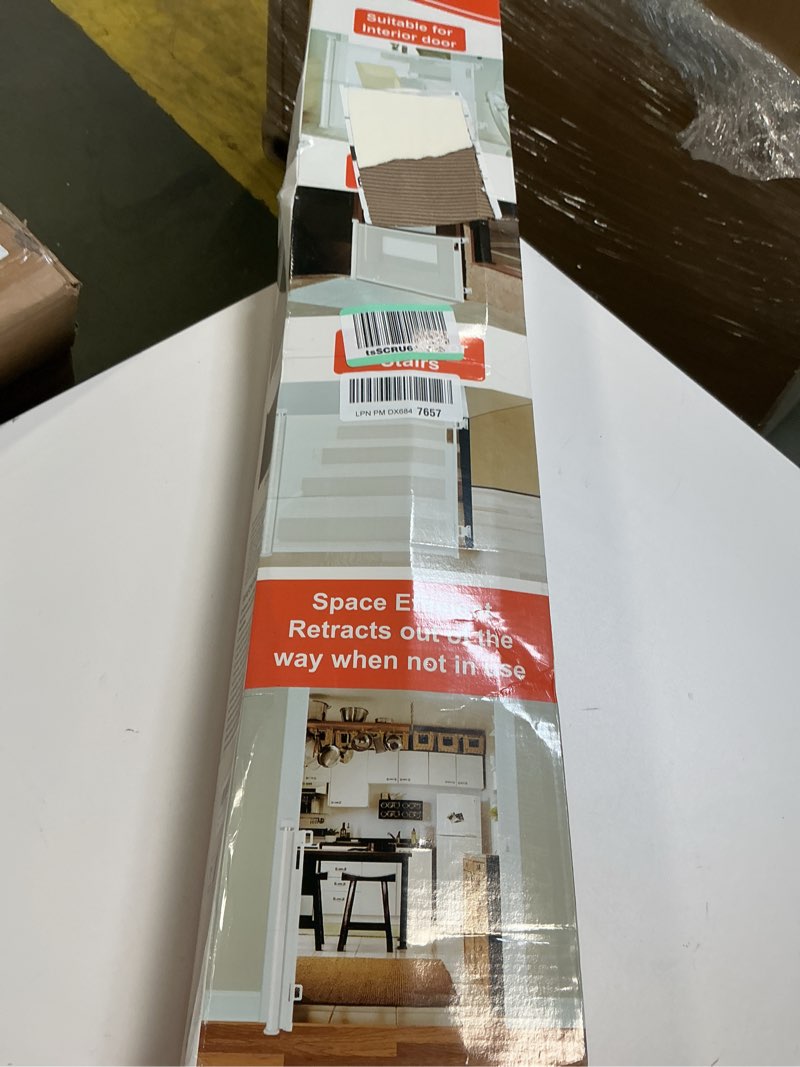 Suitable for
Interior door
tsSCRU6
Stairs
LPN PM DX684 7657
Space
Retracts out of the
way when not in use